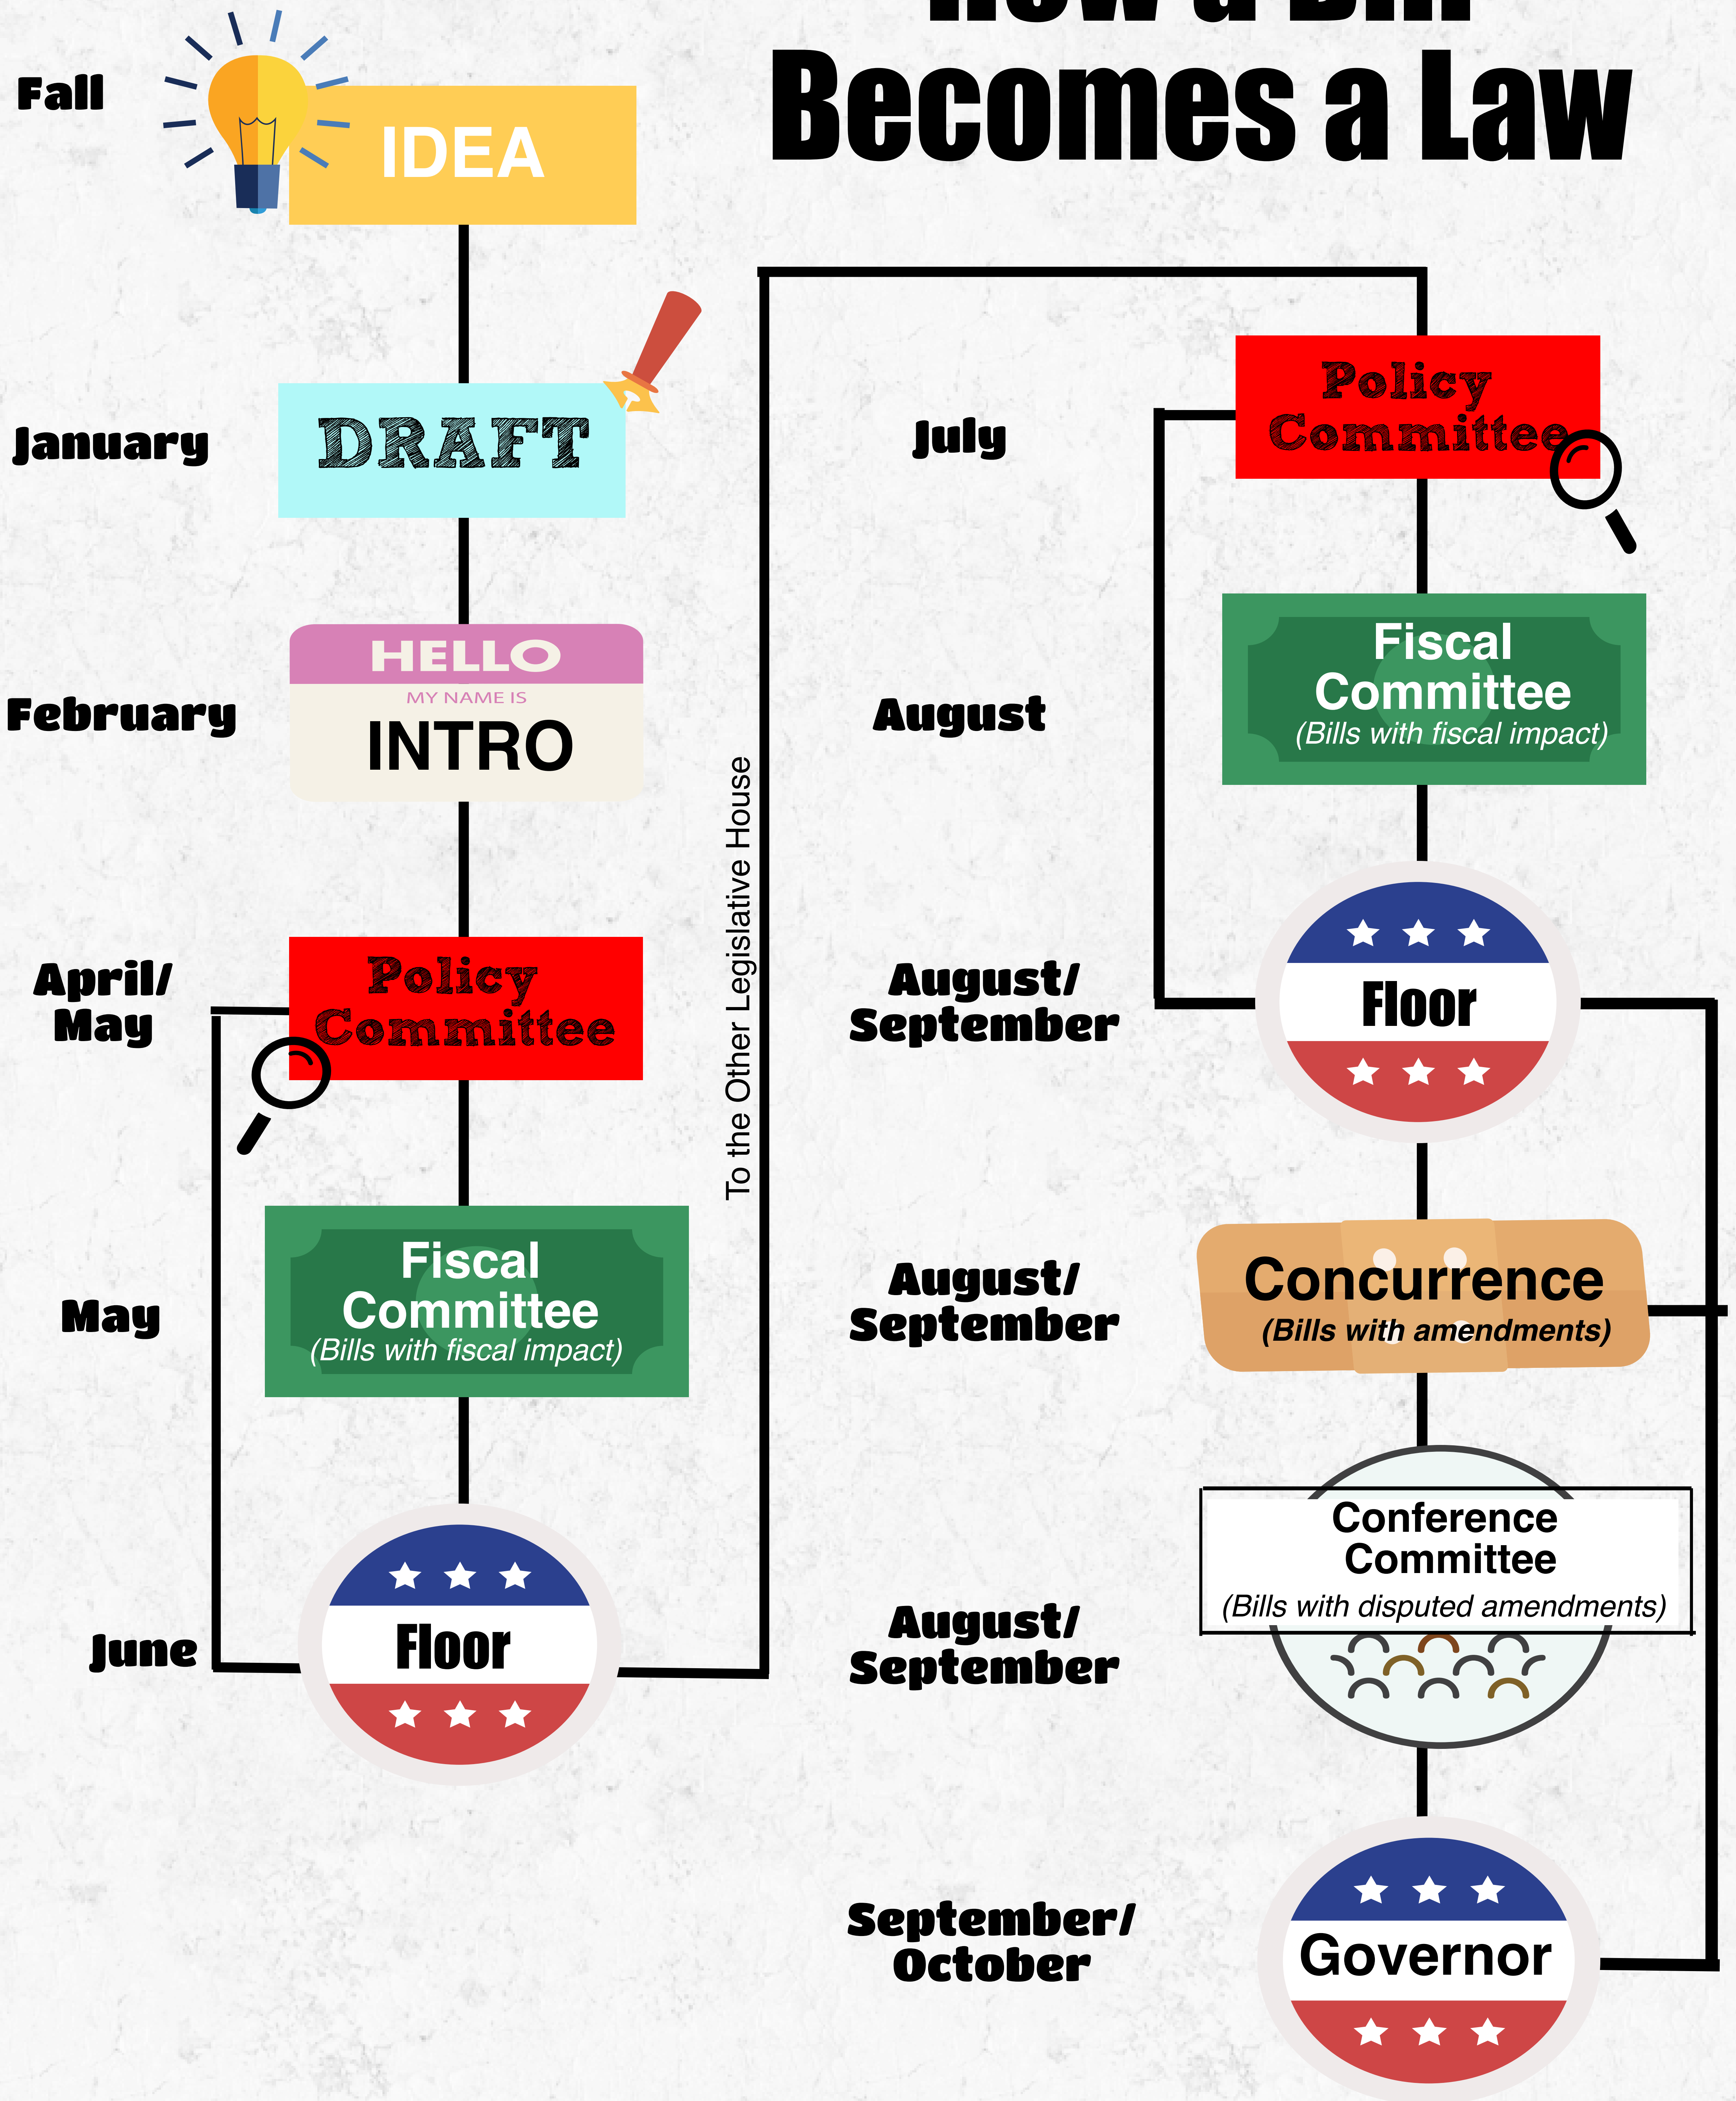 How a Bill
Becomes a Law
Fall
IDEA
January
DRAFT
February
HELLO
MY NAME IS
INTRO
April/
May
Policy
Committee
May
Fiscal
Committee
(Bills with fiscal impact)
June
Floor
To the Other Legislative House
July
Policy
Committee
August
Fiscal
Committee
(Bills with fiscal impact)
August/
September
Floor
August/
September
Concurrence
(Bills with amendments)
August/
September
Conference
Committee
(Bills with disputed amendments)
September/
October
Governor